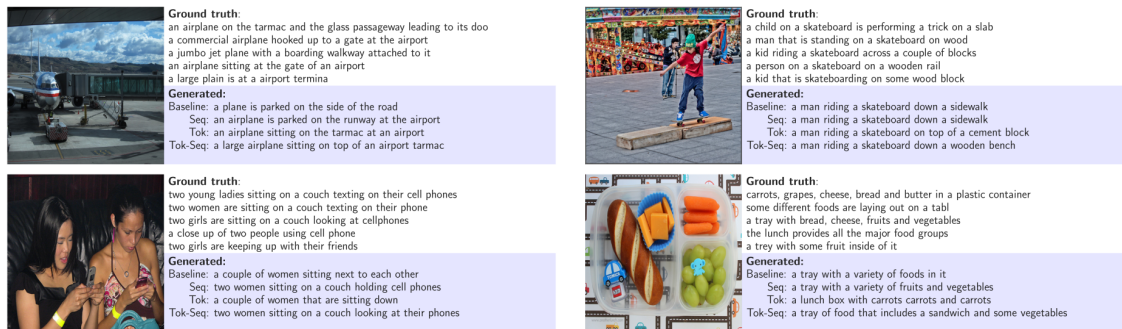 Ground truth:
an airplane on the tarmac and the glass passageway leading to its doo
a commercial airplane hooked up to a gate at the airport
a jumbo jet plane with a boarding walkway attached to it
an airplane sitting at the gate of an airport
a large plain is at a airport termina
Generated:
Baseline: a plane is parked on the side of the road
Seq: an airplane is parked on the runway at the airport
Tok: an airplane sitting on the tarmac at an airport
Tok-Seq: a large airplane sitting on top of an airport tarmac
Ground truth:
a child on a skateboard is performing a trick on a slab
a man that is standing on a skateboard on wood
a kid riding a skateboard across a couple of blocks
a person on a skateboard on a wooden rail
a kid that is skateboarding on some wood block
Generated:
Baseline: a man riding a skateboard down a sidewalk
Seq: a man riding a skateboard down a sidewalk
Tok: a man riding a skateboard on top of a cement block
Tok-Seq: a man riding a skateboard down a wooden bench
Ground truth:
two young ladies sitting on a couch texting on their cell phones
two women are sitting on a couch texting on their phone
two girls are sitting on a couch looking at cellphones
a close up of two people using cell phone
two girls are keeping up with their friends
Generated:
Baseline: a couple of women sitting next to each other
Seq: two women sitting on a couch holding cell phones
Tok: a couple of women that are sitting down
Tok-Seq: two women sitting on a couch looking at their phones
Ground truth:
carrots, grapes, cheese, bread and butter in a plastic container
some different foods are laying out on a tabl
a tray with bread, cheese, fruits and vegetables
the lunch provides all the major food groups
a trey with some fruit inside of it
Generated:
Baseline: a tray with a variety of foods in it
Seq: a tray with a variety of fruits and vegetables
Tok: a lunch box with carrots carrots and carrots
Tok-Seq: a tray of food that includes a sandwich and some vegetables